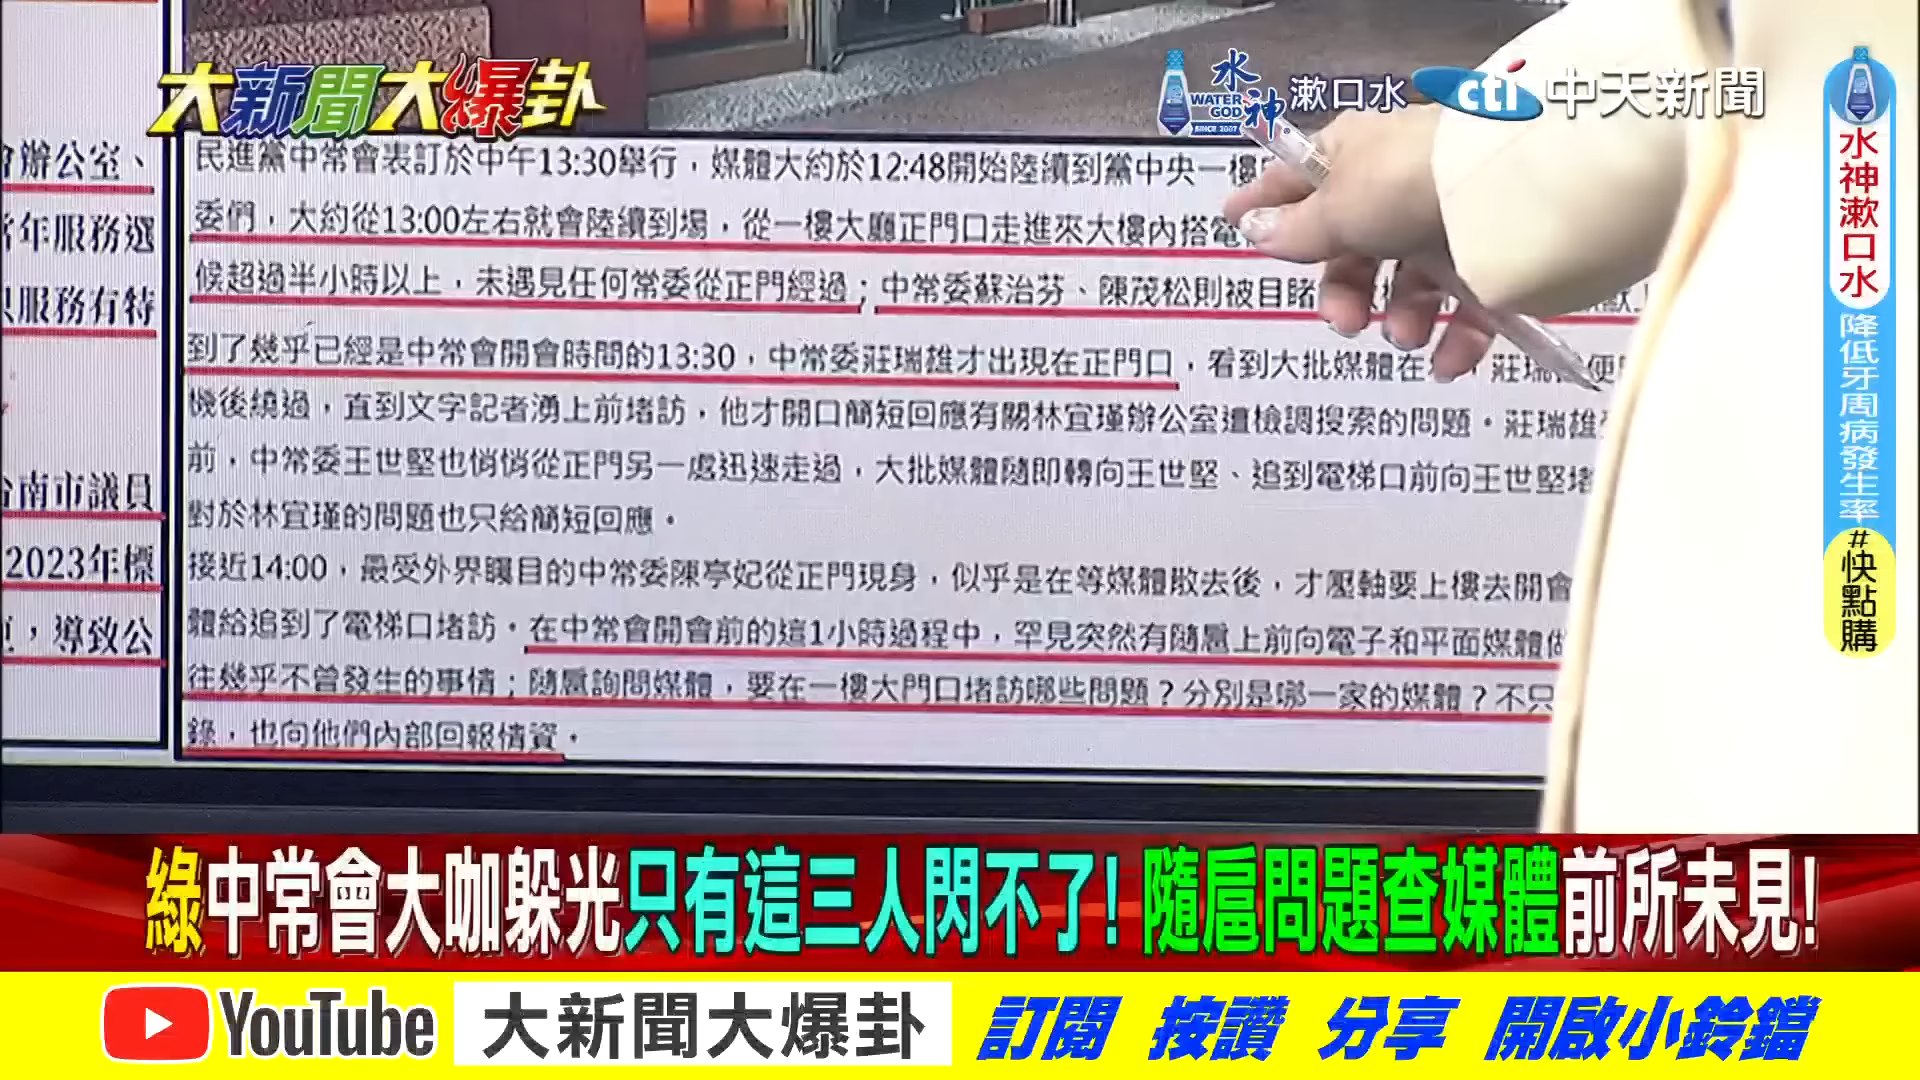 大新聞大爆卦
水神
WATER GOD
SINCE 2007
漱口水
cti 中天新聞
會辦公室、
常年服務選
只服務有特
台南市議員
2023年標
，導致公
民進黨中常會表訂於中午13:30舉行，媒體大約於12:48開始陸續到黨中央一樓
委們，大約從13:00左右就會陸續到場，從一樓大廳正門口走進來大樓內搭電
候超過半小時以上，未遇見任何常委從正門經過；中常委蘇治芬、陳茂松則被目睹
到了幾乎已經是中常會開會時間的13:30，中常委莊瑞雄才出現在正門口，看到大批媒體在 莊瑞 便
機後繞過，直到文字記者湧上前堵訪，他才開口簡短回應有關林宜瑾辦公室遭檢調搜索的問題。莊瑞雄
前，中常委王世堅也悄悄從正門另一處迅速走過，大批媒體隨即轉向王世堅、追到電梯口前向王世堅堵
對於林宜瑾的問題也只給簡短回應。
接近14:00，最受外界矚目的中常委陳亭妃從正門現身，似乎是在等媒體散去後，才壓軸要上樓去開會
體給追到了電梯口堵訪。在中常會開會前的這1小時過程中，罕見突然有隨扈上前向電子和平面媒體做
往幾乎不曾發生的事情；隨扈詢問媒體，要在一樓大門口堵訪哪些問題？分別是哪一家的媒體？不只
錄，也向他們內部回報情資。
水神漱口水
降低牙周病發生率
#快點購
綠中常會大咖躲光只有這三人閃不了！隨扈問題查媒體前所未見！
YouTube 大新聞大爆卦 訂閱 按讚 分享 開啟小鈴鐺